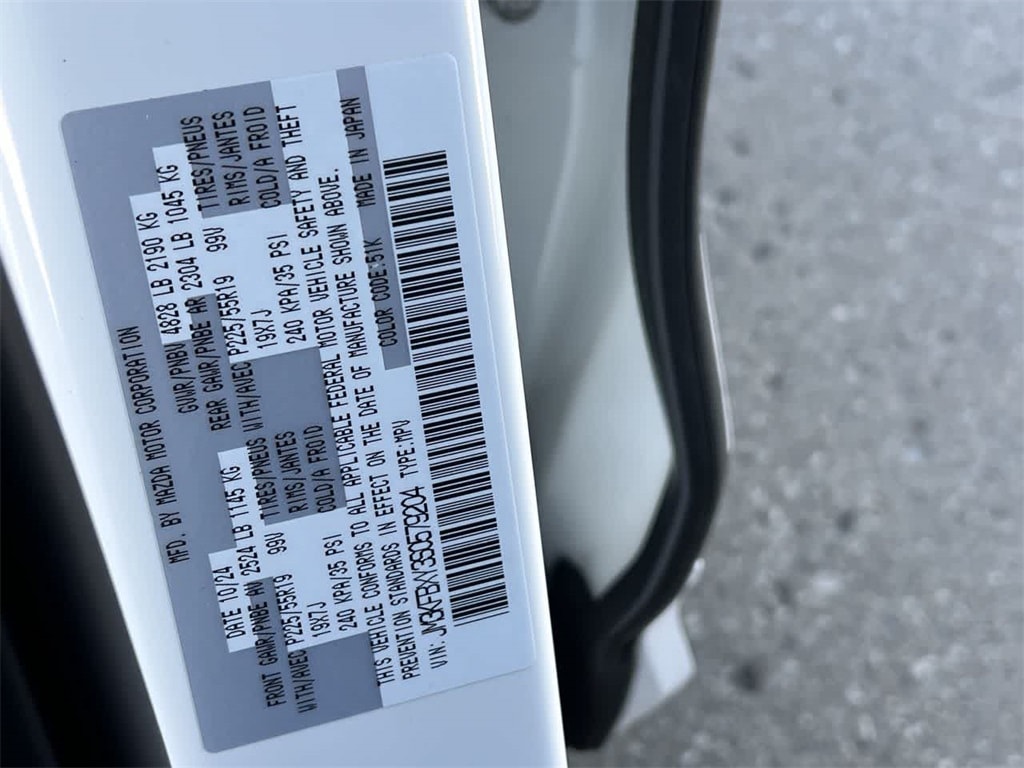 MFD. BY MAZDA MOTOR CORPORATION
DATE 10/24 GVWR/PNBV 4828 LB 2190 KG
FRONT GAWR/PNBE AV 2524 LB 1145 KG REAR GAWR/PNBE AR 2304 LB 1045 KG
WITH/AVEC P225/55R19 99V TIRES/PNEUS WITH/AVEC P225/55R19 99V TIRES/PNEUS
19X7J RIMS/JANTES 19X7J RIMS/JANTES
240 KPA/35 PSI COLD/A FROID 240 KPA/35 PSI COLD/A FROID
THIS VEHICLE CONFORMS TO ALL APPLICABLE FEDERAL MOTOR VEHICLE SAFETY AND THEFT
PREVENTION STANDARDS IN EFFECT ON THE DATE OF MANUFACTURE SHOWN ABOVE.
VIN: JM3KFBXY3S0579204 TYPE:MPV COLOR CODE:51K MADE IN JAPAN